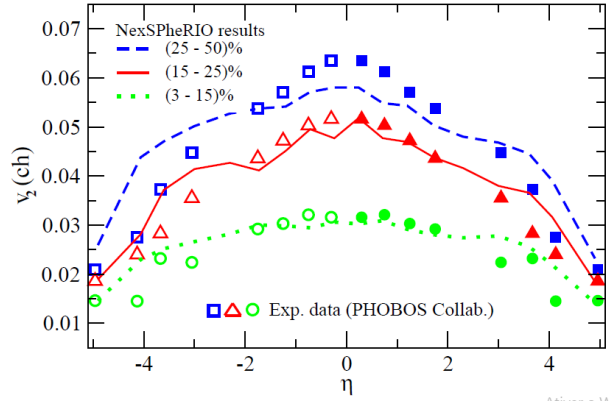 NexSPheRIO results
(25 - 50)%
(15 - 25)%
(3 - 15)%
0.07
0.06
0.05
0.04
0.03
0.02
0.01
v2 (ch)
Exp. data (PHOBOS Collab.)
-4 -2 0 2 4
η